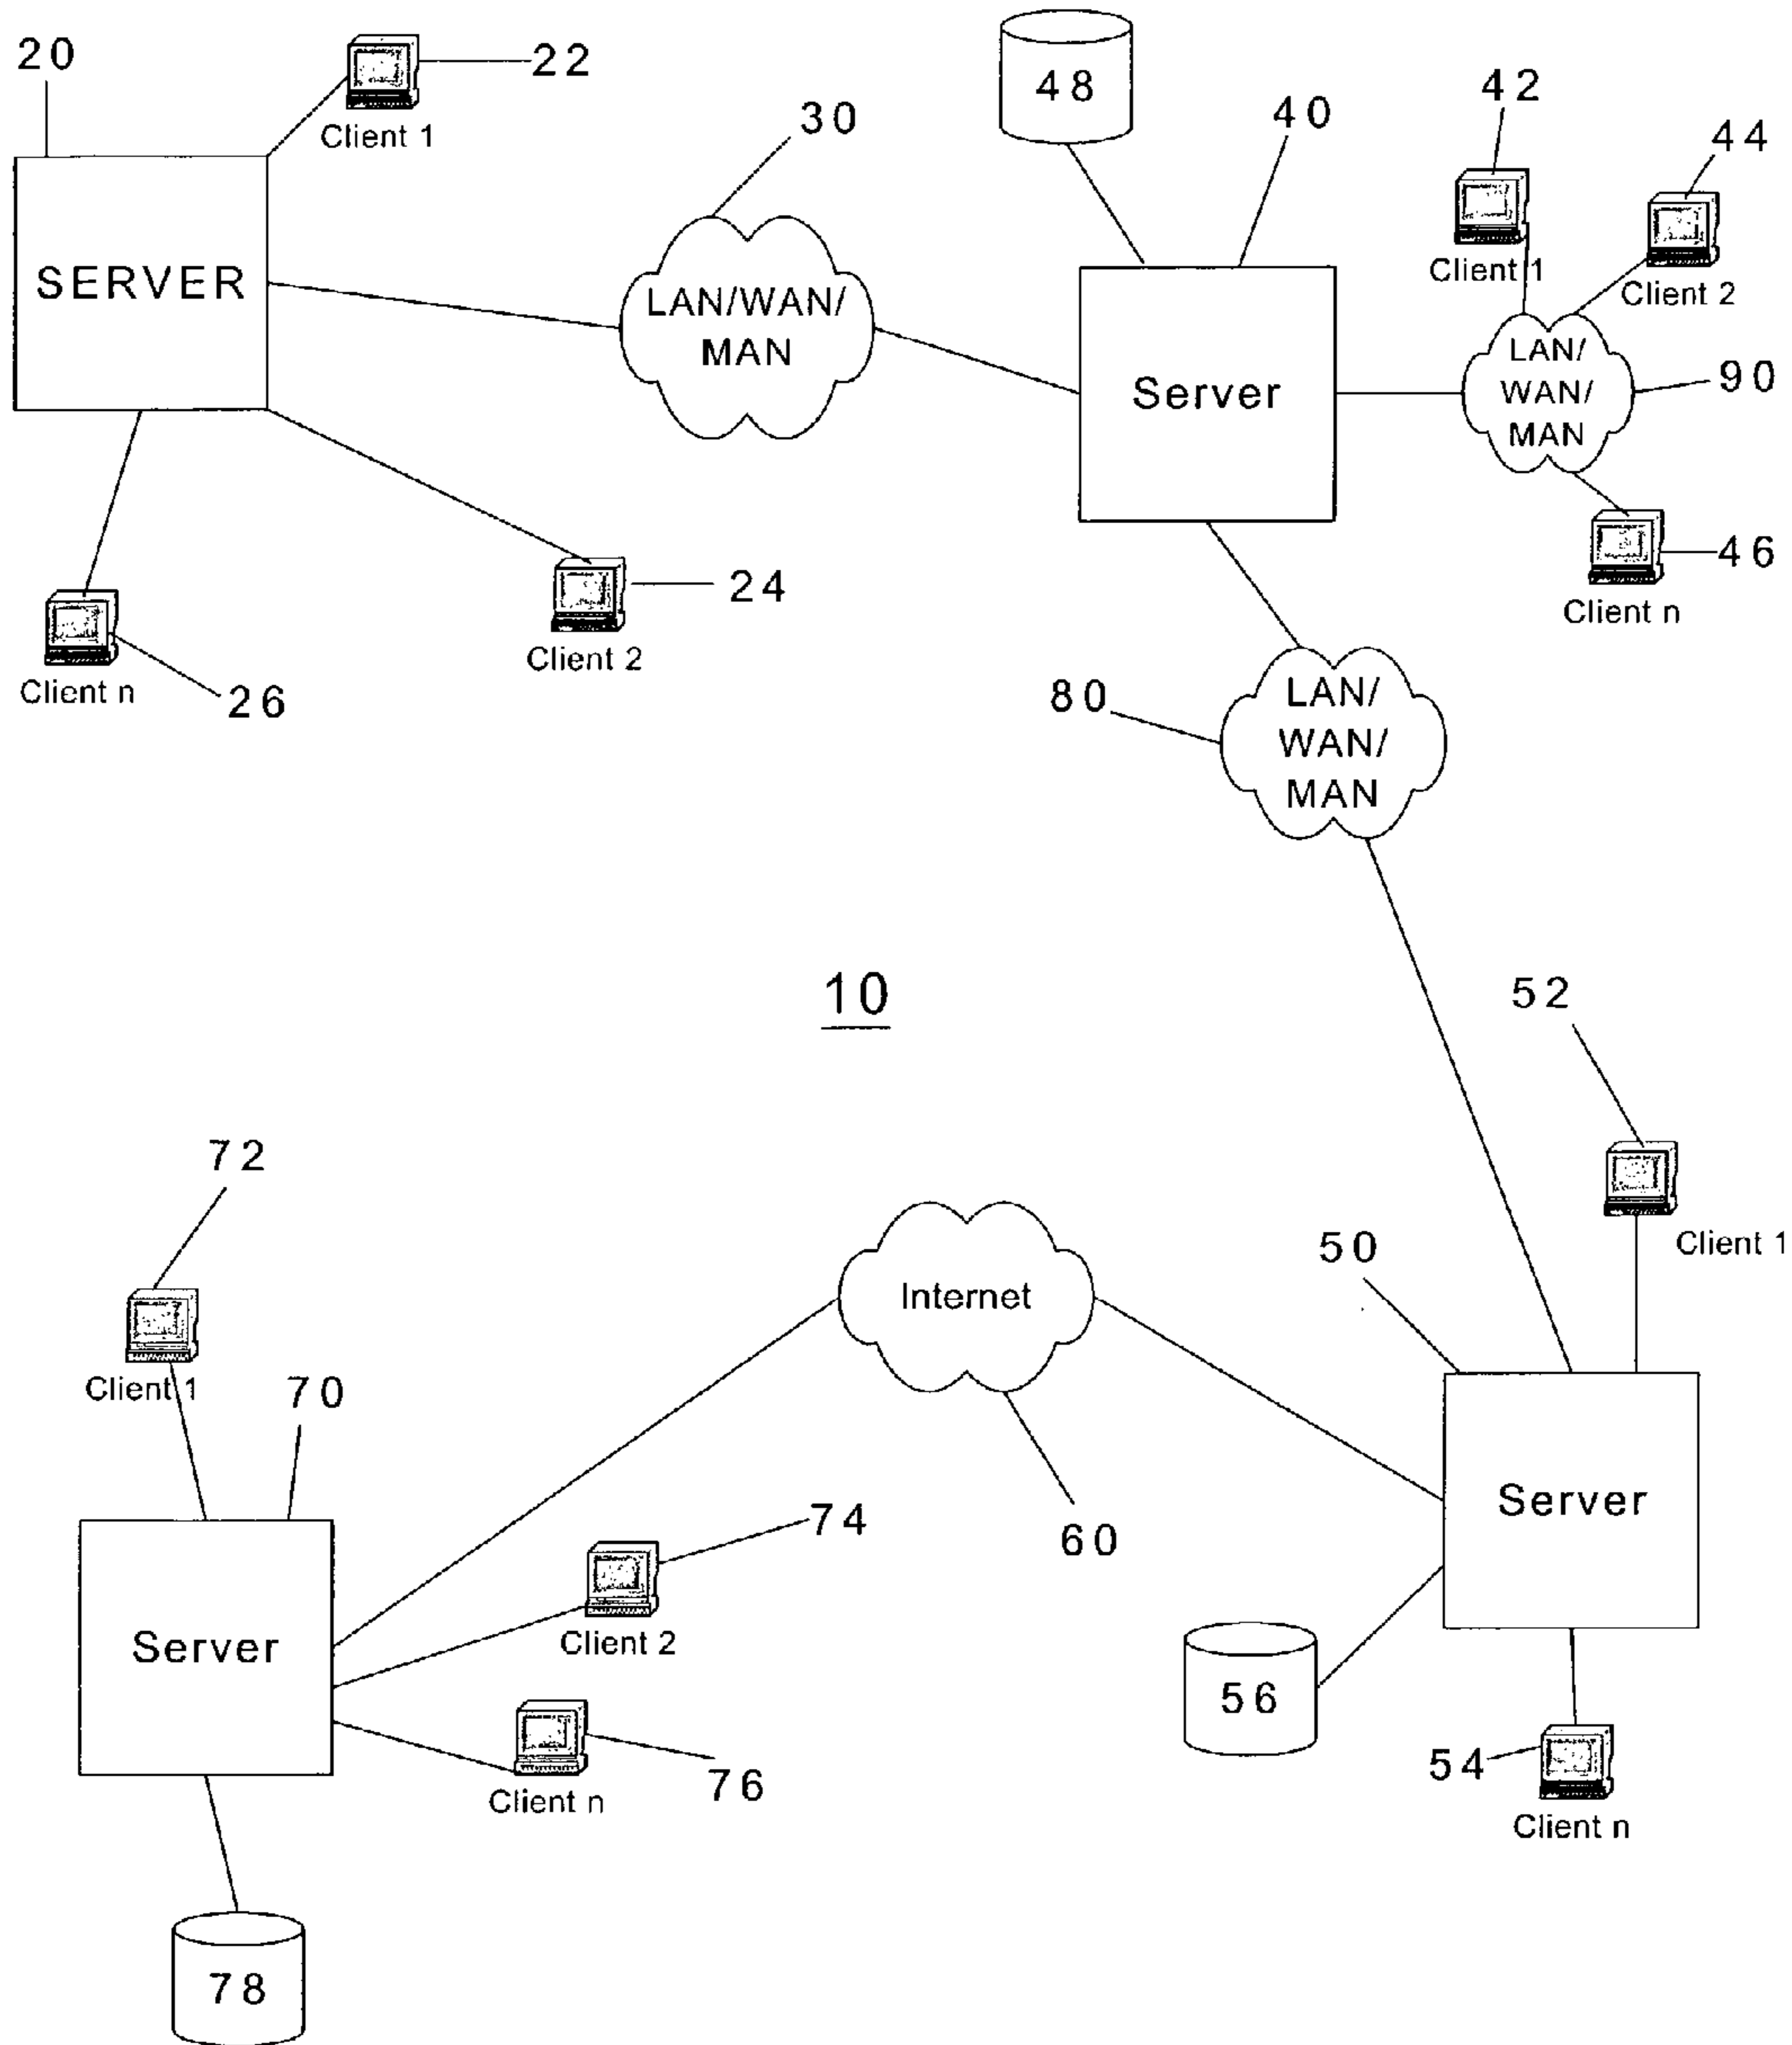 20
22
Client 1
SERVER
30
LAN/WAN/
MAN
48
40
Server
42
44
Client 1
Client 2
LAN/
WAN/
MAN
90
46
Client n
24
Client 2
26
Client n
80
LAN/
WAN/
MAN
10
52
Client 1
50
Server
72
Client 1
70
Internet
60
74
Client 2
Server
76
Client n
56
54
Client n
78